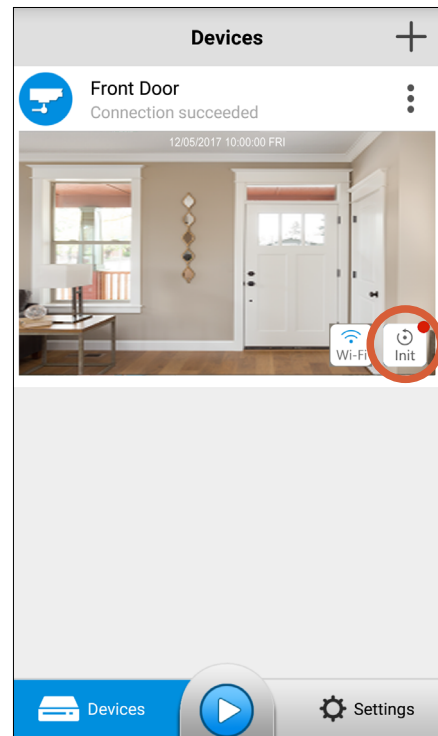 Devices
Front Door
Connection succeeded
12/05/2017 10:00:00 FRI
Wi-Fi
Init
Devices
Settings